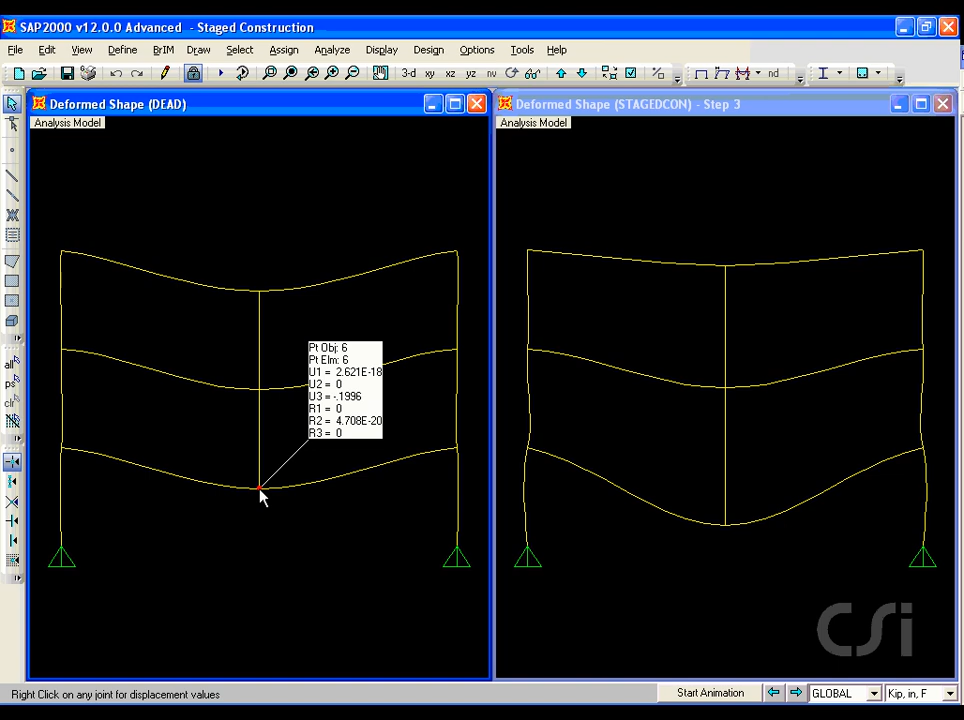 SAP2000 v12.0.0 Advanced - Staged Construction
File Edit View Define BrIM Draw Select Assign Analyze Display Design Options Tools Help
3-d xy xz yz nv nd
Deformed Shape (DEAD)
Deformed Shape (STAGEDCON) - Step 3
Analysis Model
Analysis Model
Pt Obj: 6
Pt Elm: 6
U1 = 2.621E-18
U2 = 0
U3 = -.1996
R1 = 0
R2 = 4.708E-20
R3 = 0
all
ps
clr
CSi
Right Click on any joint for displacement values
Start Animation
GLOBAL
Kip, in, F